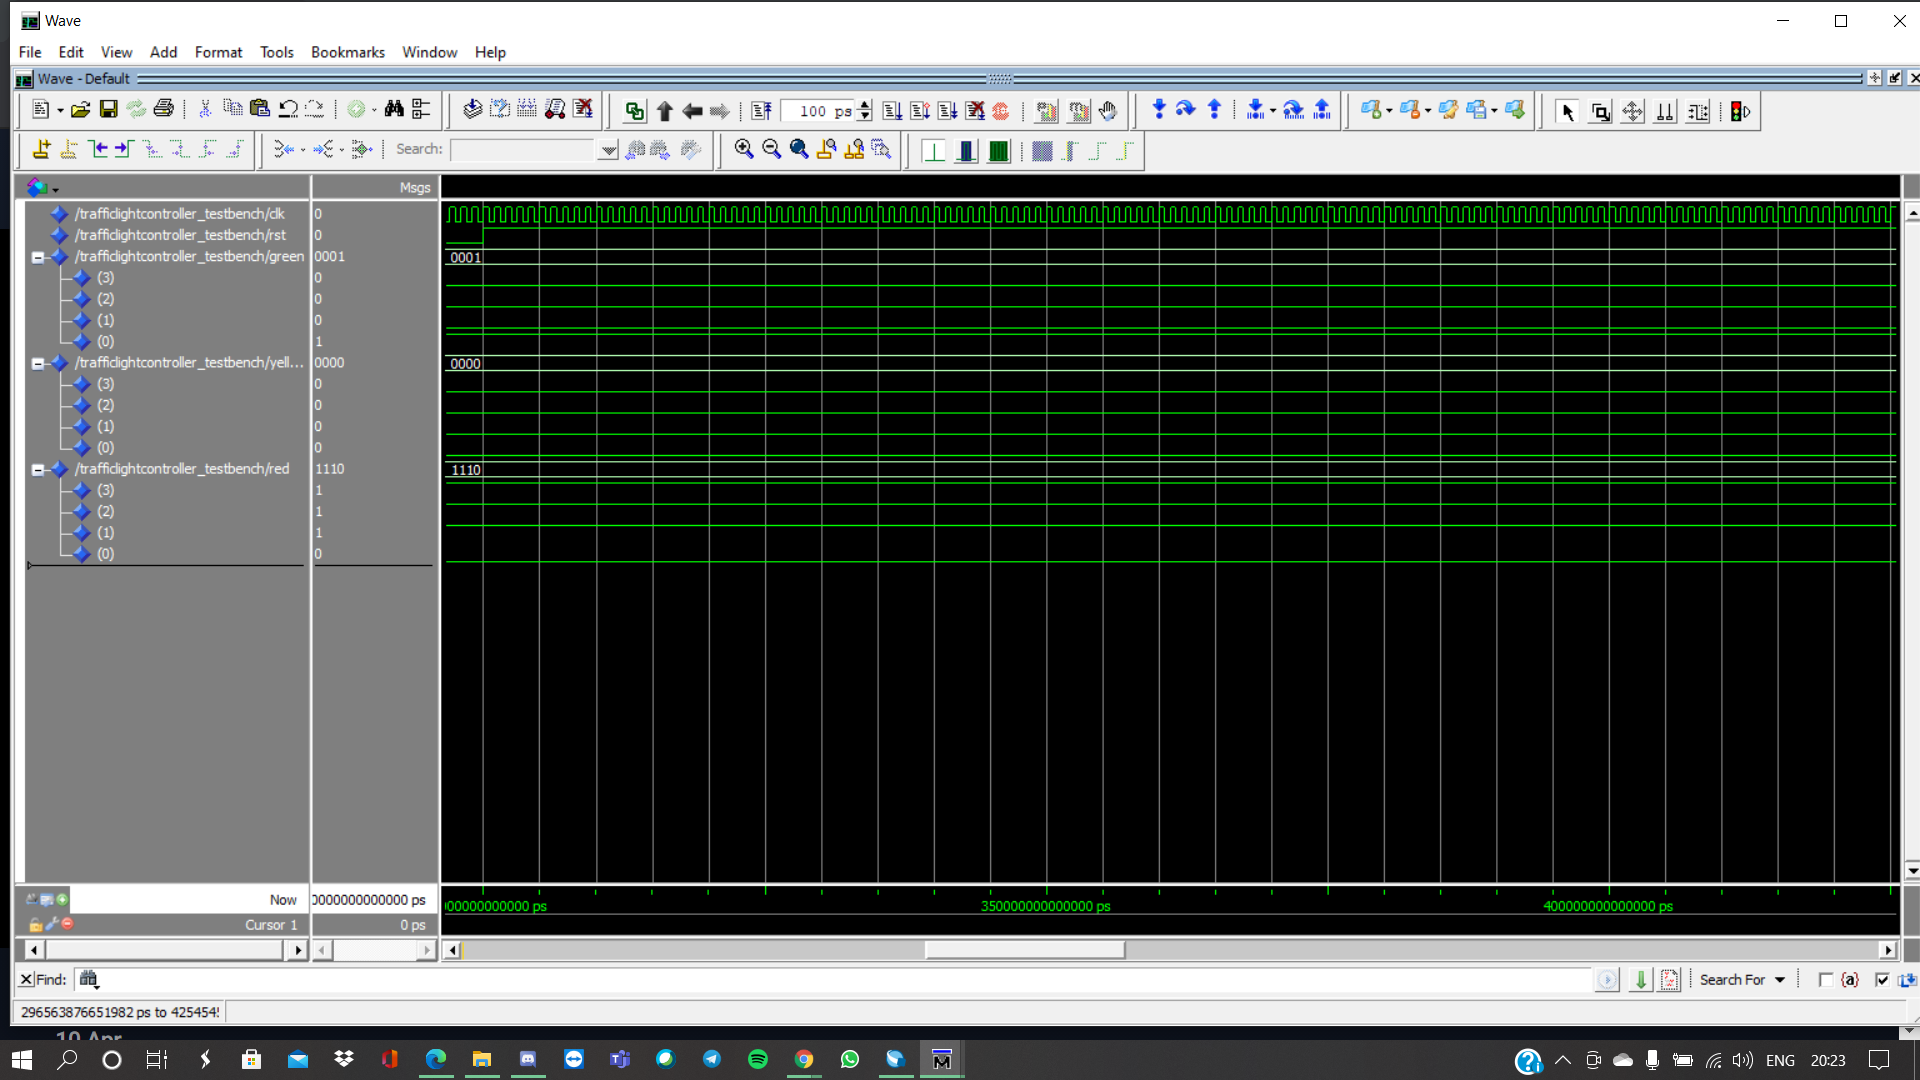 Wave
File Edit View Add Format Tools Bookmarks Window Help
Wave - Default
100 ps
Search:
Msgs
/trafficlightcontroller_testbench/clk 0
/trafficlightcontroller_testbench/rst 0
/trafficlightcontroller_testbench/green 0001 0001
(3) 0
(2) 0
(1) 0
(0) 1
/trafficlightcontroller_testbench/yell... 0000 0000
(3) 0
(2) 0
(1) 0
(0) 0
/trafficlightcontroller_testbench/red 1110 1110
(3) 1
(2) 1
(1) 1
(0) 0
Now 0000000000000 ps
Cursor 1 0 ps
00000000000 ps 350000000000000 ps 400000000000000 ps
Find: Search For {a}
296563876651982 ps to 425454!
10 Apr
ENG 20:23